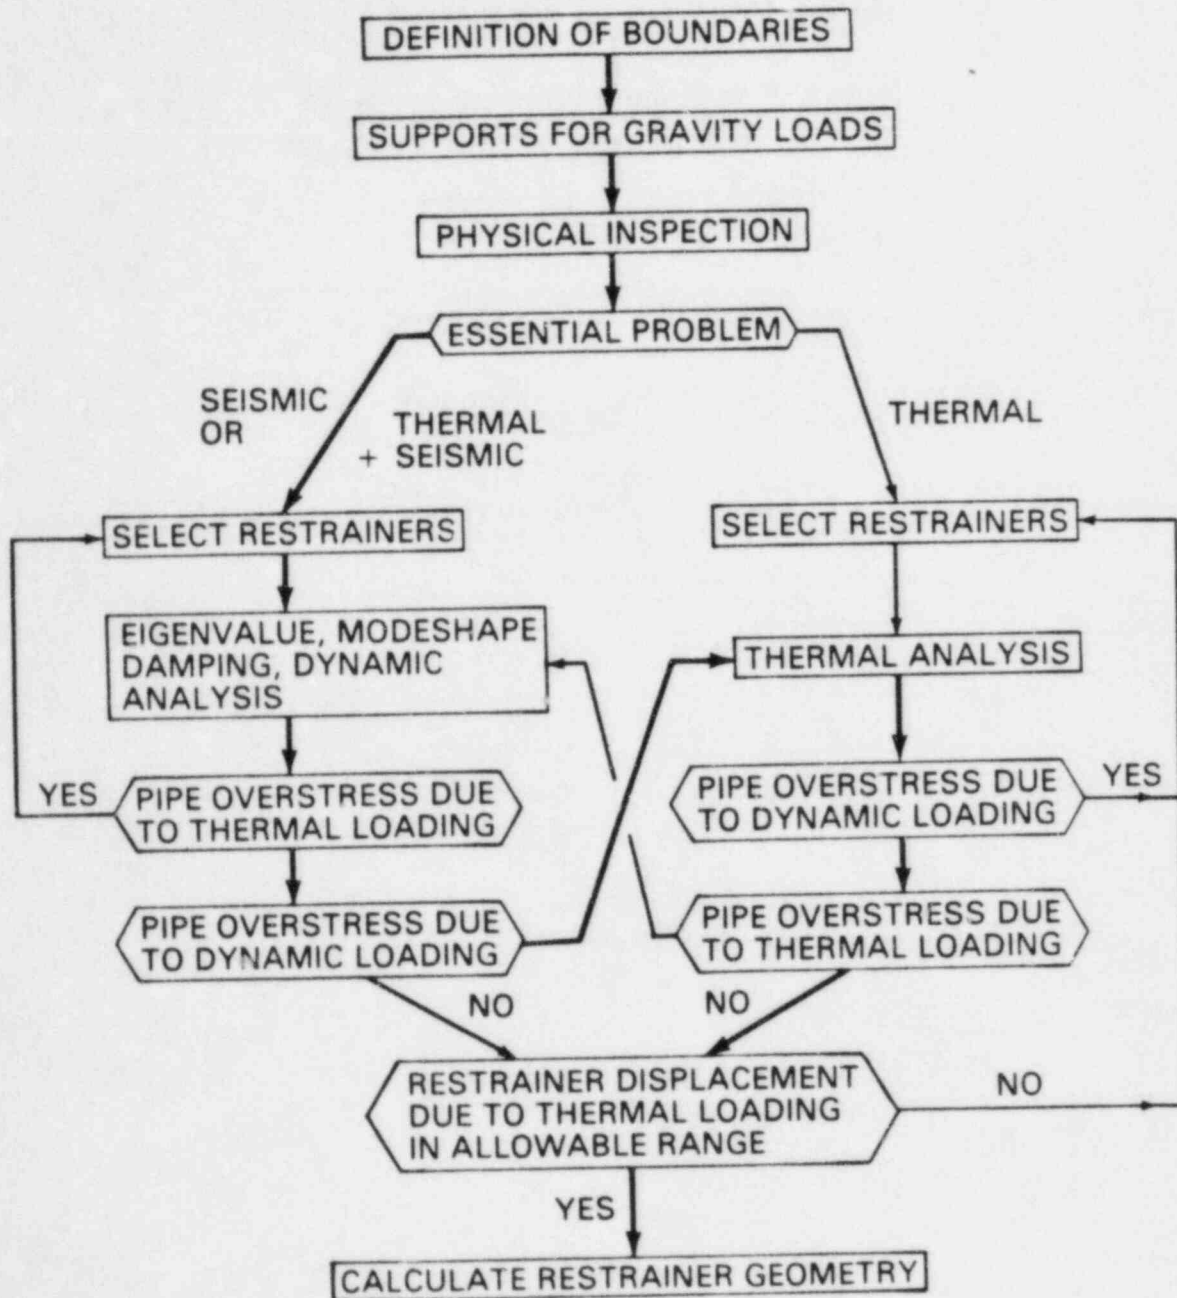 DEFINITION OF BOUNDARIES
SUPPORTS FOR GRAVITY LOADS
PHYSICAL INSPECTION
ESSENTIAL PROBLEM
SEISMIC
OR
THERMAL
+ SEISMIC
THERMAL
SELECT RESTRAINERS
SELECT RESTRAINERS
EIGENVALUE, MODESHAPE
DAMPING, DYNAMIC
ANALYSIS
THERMAL ANALYSIS
YES
PIPE OVERSTRESS DUE
TO THERMAL LOADING
PIPE OVERSTRESS DUE
TO DYNAMIC LOADING
YES
PIPE OVERSTRESS DUE
TO DYNAMIC LOADING
PIPE OVERSTRESS DUE
TO THERMAL LOADING
NO
NO
RESTRAINER DISPLACEMENT
DUE TO THERMAL LOADING
IN ALLOWABLE RANGE
NO
YES
CALCULATE RESTRAINER GEOMETRY